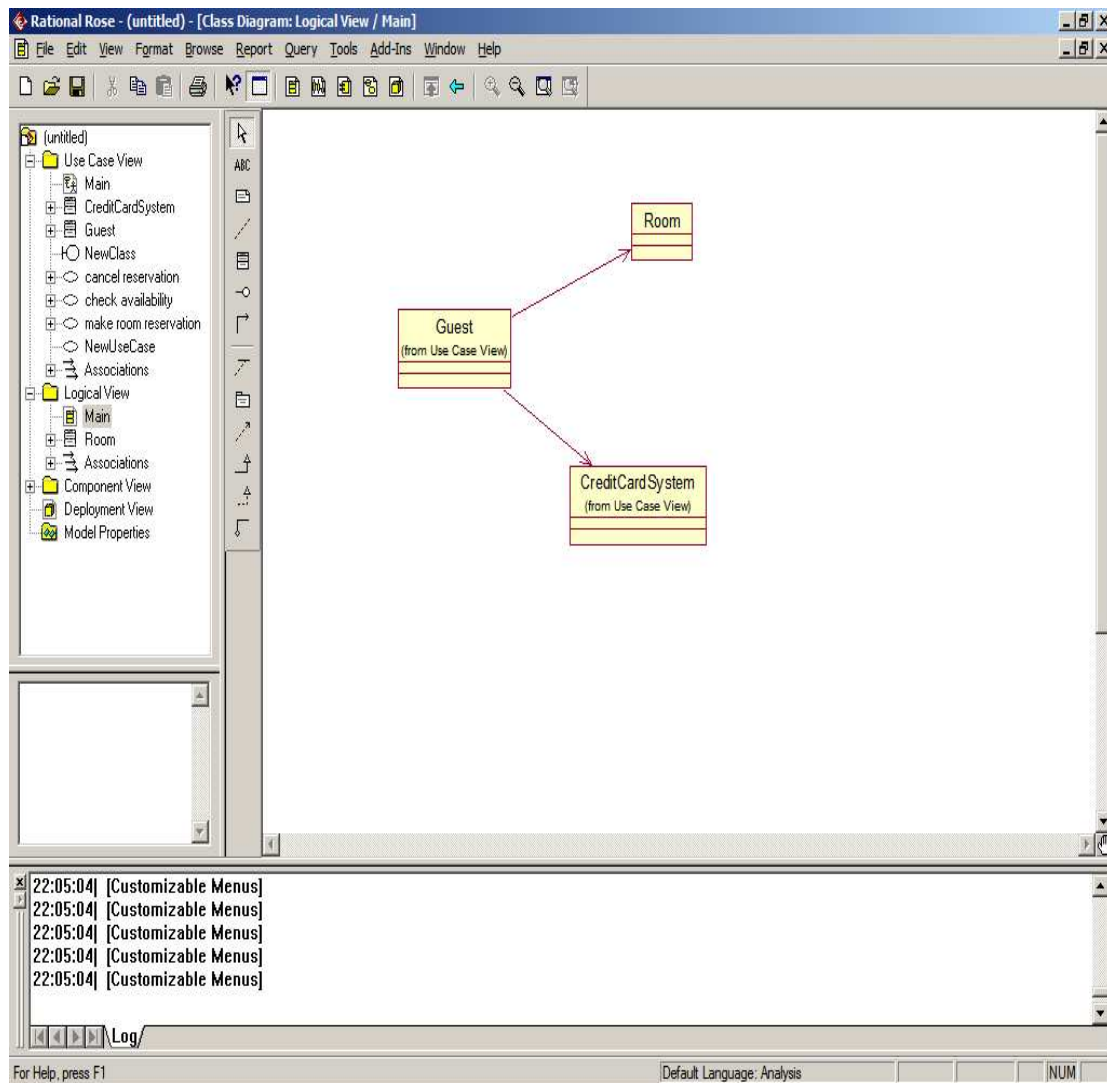 Rational Rose - (untitled) - [Class Diagram: Logical View / Main]
File Edit View Format Browse Report Query Tools Add-Ins Window Help
(untitled)
Use Case View
Main
CreditCardSystem
Guest
NewClass
cancel reservation
check availability
make room reservation
NewUseCase
Associations
Logical View
Main
Room
Associations
Component View
Deployment View
Model Properties
ABC
Room
Guest
(from Use Case View)
CreditCardSystem
(from Use Case View)
22:05:04| [Customizable Menus]
22:05:04| [Customizable Menus]
22:05:04| [Customizable Menus]
22:05:04| [Customizable Menus]
22:05:04| [Customizable Menus]
Log
For Help, press F1
Default Language: Analysis
NUM